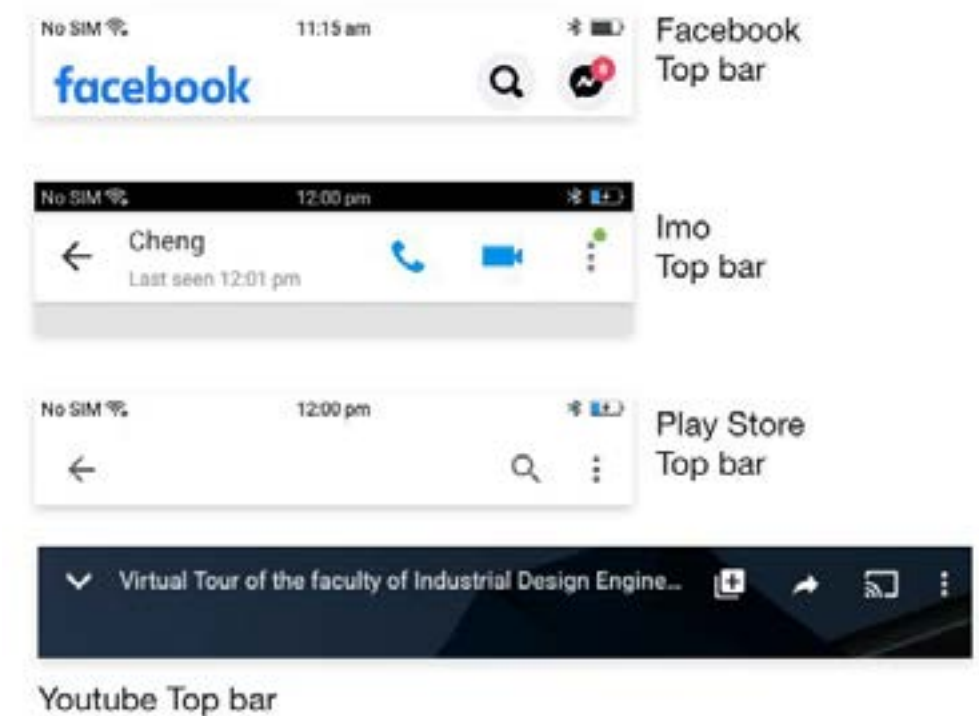 No SIM 11:15 am
facebook
Facebook
Top bar
No SIM 12:00 pm
Cheng
Last seen 12:01 pm
Imo
Top bar
No SIM 12:00 pm
Play Store
Top bar
Virtual Tour of the faculty of Industrial Design Engine...
Youtube Top bar